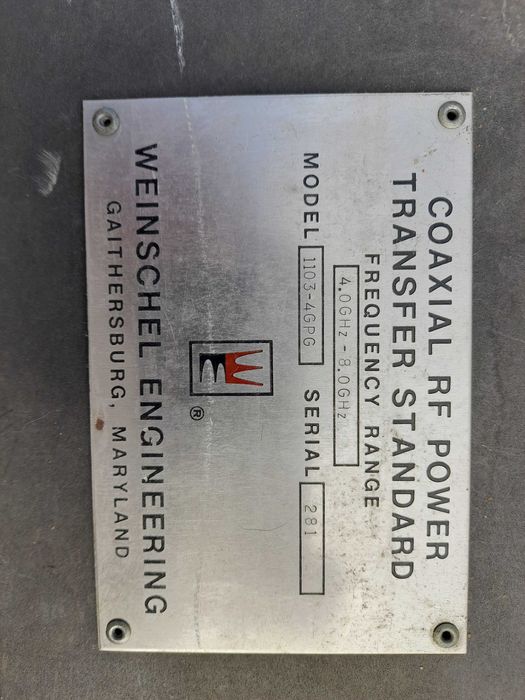 COAXIAL RF POWER
TRANSFER STANDARD
FREQUENCY RANGE
4.0GHz-8.0GHz
MODEL 1103-4GPG SERIAL 281
WE ®
WEINSCHEL ENGINEERING
GAITHERSBURG, MARYLAND